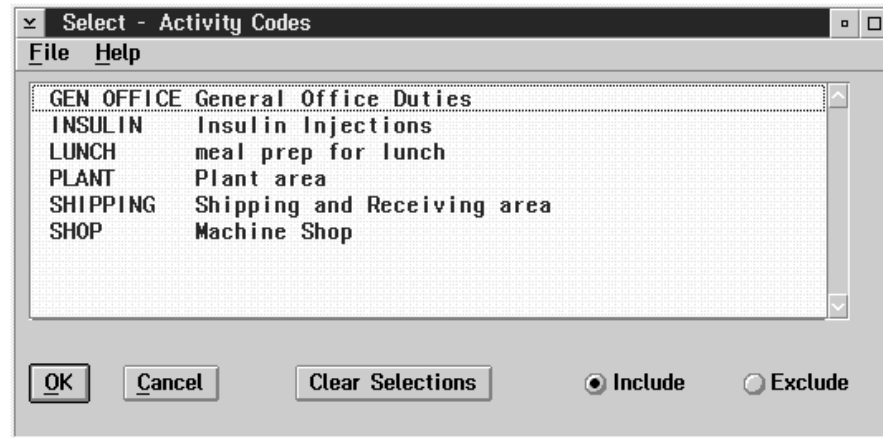 Select - Activity Codes
File Help
GEN OFFICE General Office Duties
INSULIN Insulin Injections
LUNCH meal prep for lunch
PLANT Plant area
SHIPPING Shipping and Receiving area
SHOP Machine Shop
OK Cancel Clear Selections Include Exclude